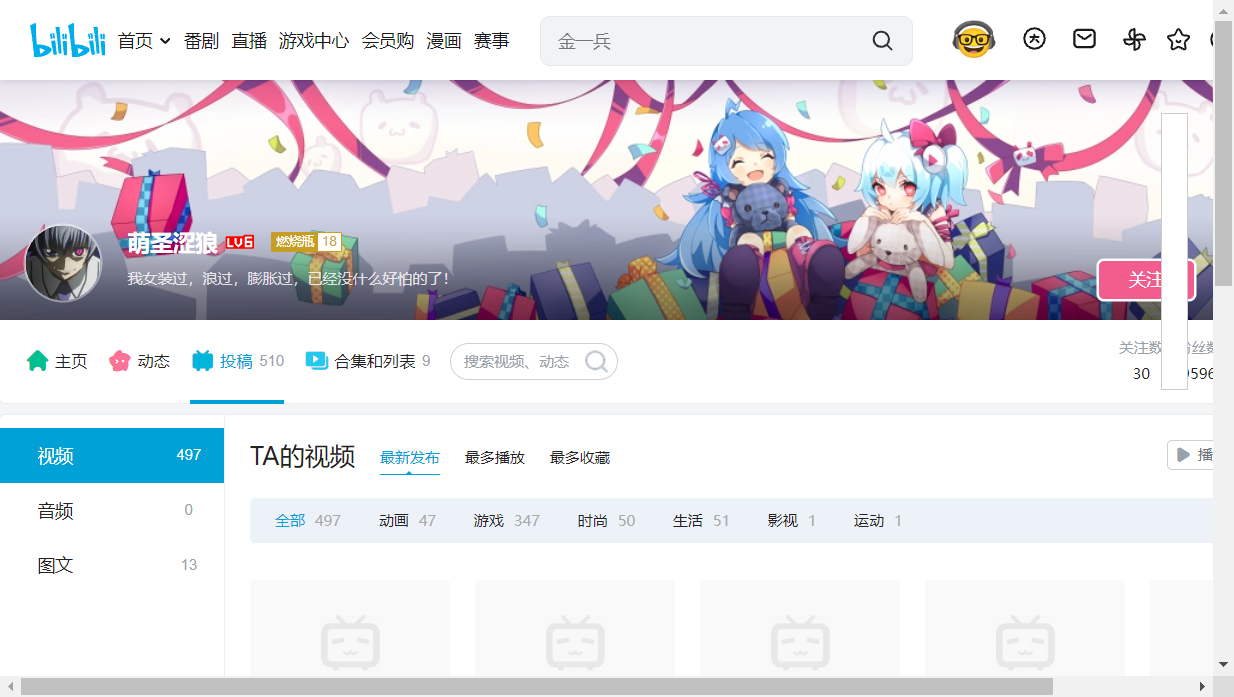 bilibili 首页 番剧 直播 游戏中心 会员购 漫画 赛事 金一兵
萌圣涩狼 LV6 燃烧瓶 18
我女装过，浪过，膨胀过，已经没什么好怕的了！
关注
主页 动态 投稿 510 合集和列表 9 搜索视频、动态
关注数
30
视频 497
音频 0
图文 13
TA的视频 最新发布 最多播放 最多收藏
播
全部 497 动画 47 游戏 347 时尚 50 生活 51 影视 1 运动 1